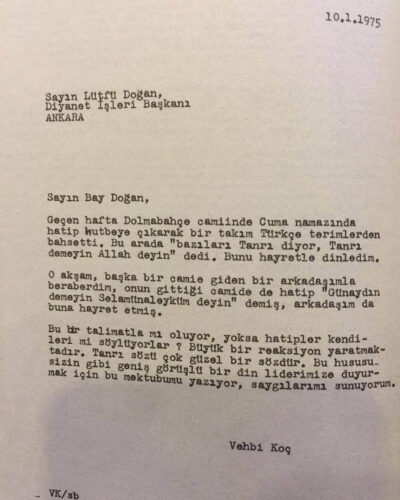 10.1.1975
Sayın Lütfü Doğan,
Diyanet İşleri Başkanı
ANKARA
Sayın Bay Doğan,
Geçen hafta Dolmabahçe camiinde Cuma namazında
hatip Hutbeye çıkarak bir takım Türkçe terimlerden
bahsetti. Bu arada "bazıları Tanrı diyor, Tanrı
demeyin Allah deyin" dedi. Bunu hayretle dinledim.
O akşam, başka bir camie giden bir arkadaşımla
beraberdim, onun gittiği camide de hatip "Günaydın
demeyin Selamünaleyküm deyin" demiş, arkadaşım da
buna hayret etmiş.
Bu bir talimatla mı oluyor, yoksa hatipler kendi-
leri mi söylüyorlar ? Büyük bir reaksiyon yaratmak-
tadır. Tanrı sözü çok güzel bir sözdür. Bu hususu
sizin gibi geniş görüşlü bir din liderimize duyur-
mak için bu mektubumu yazıyor, saygılarımı sunuyorum.
Vehbi Koç
VK/sb